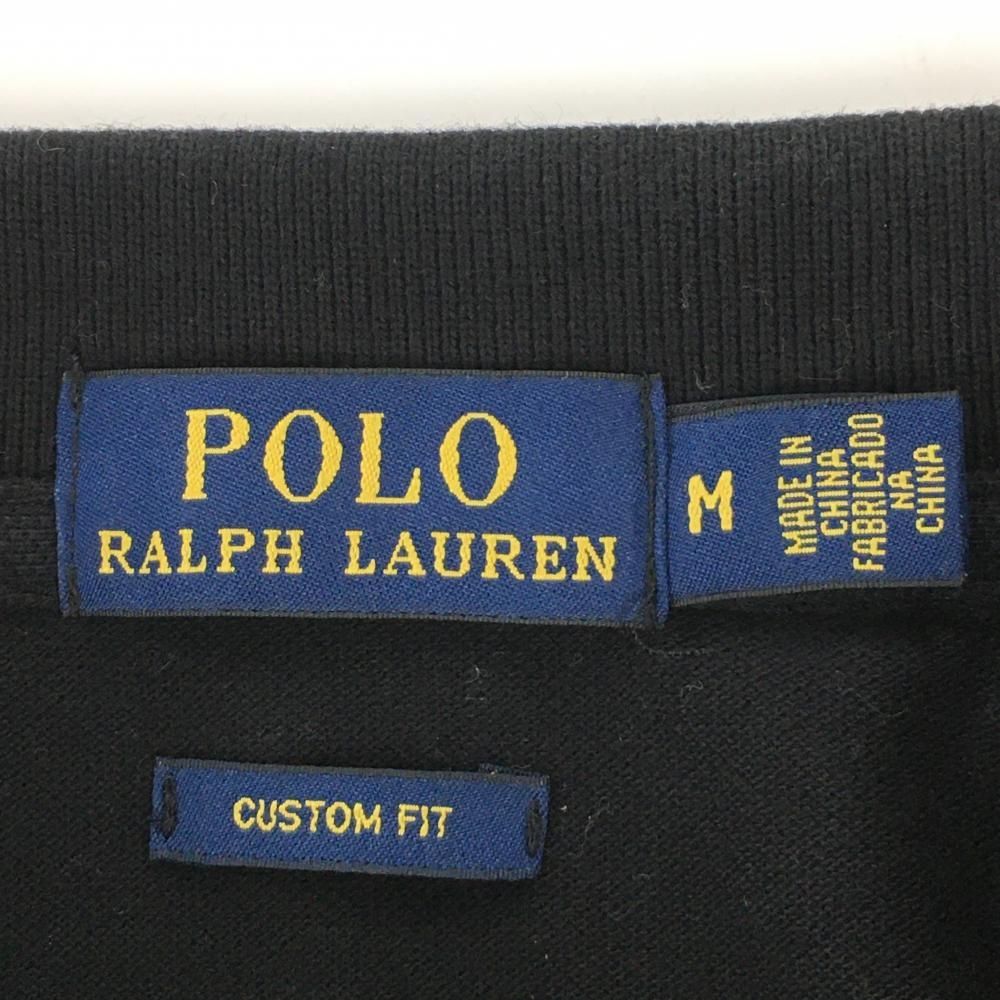 POLO
RALPH LAUREN
M
MADE IN
CHINA
FABRICADO
NA
CHINA
CUSTOM FIT